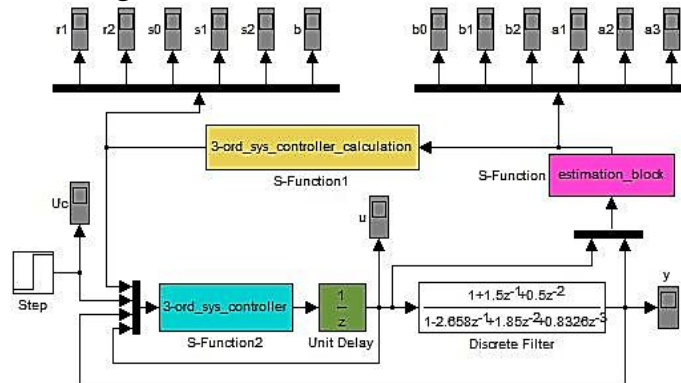 r1 r2 s0 s1 s2 b b0 b1 b2 a1 a2 a3
3-ord_sys_controller_calculation
S-Function1
S-Function
estimation_block
Uc
u
y
Step
3-ord_sys_controller
S-Function2
1
z
Unit Delay
1+1.5z-1+0.5z-2
1-2.658z-1+1.85z-2+0.8326z-3
Discrete Filter